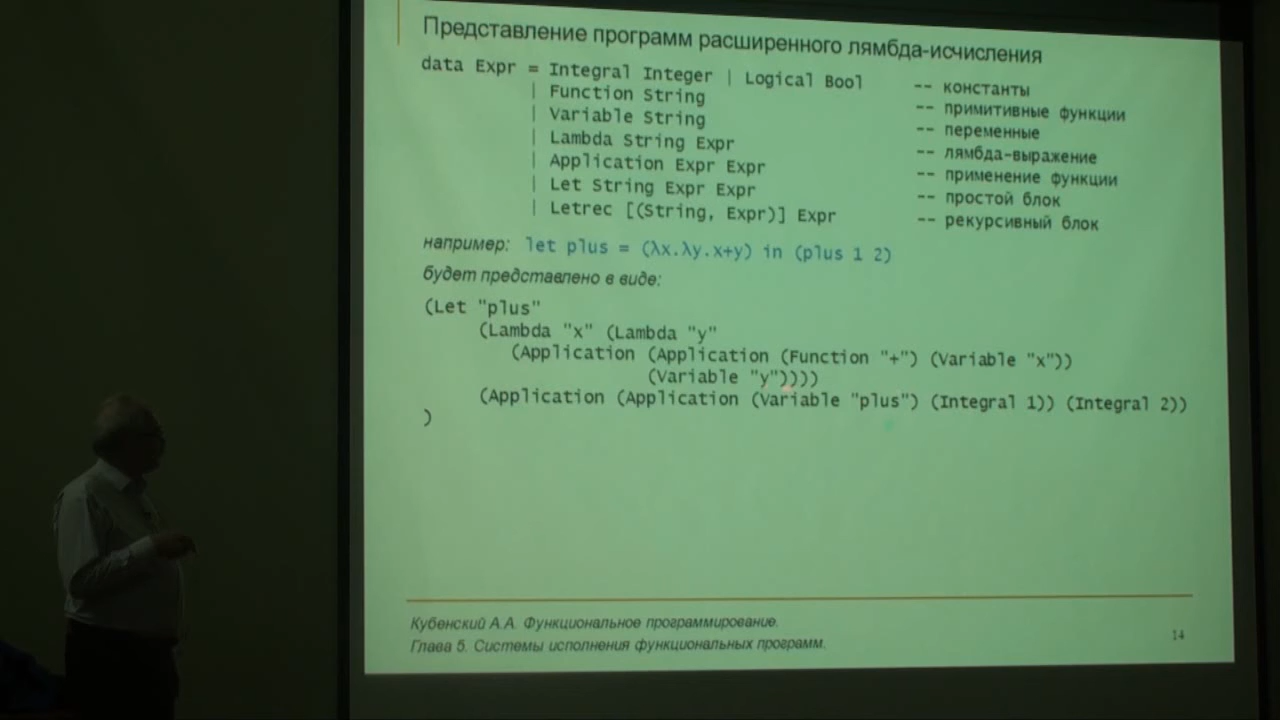 Представление программ расширенного лямбда-исчисления
data Expr = Integral Integer | Logical Bool -- константы
| Function String -- примитивные функции
| Variable String -- переменные
| Lambda String Expr -- лямбда-выражение
| Application Expr Expr -- применение функции
| Let String Expr Expr -- простой блок
| Letrec [(String, Expr)] Expr -- рекурсивный блок
например: let plus = (λx.λy.x+y) in (plus 1 2)
будет представлено в виде:
(Let "plus"
(Lambda "x" (Lambda "y"
(Application (Application (Function "+") (Variable "x"))
(Variable "y"))))
(Application (Application (Variable "plus") (Integral 1)) (Integral 2))
)
Кубенский А.А. Функциональное программирование.
Глава 5. Системы исполнения функциональных программ.
14